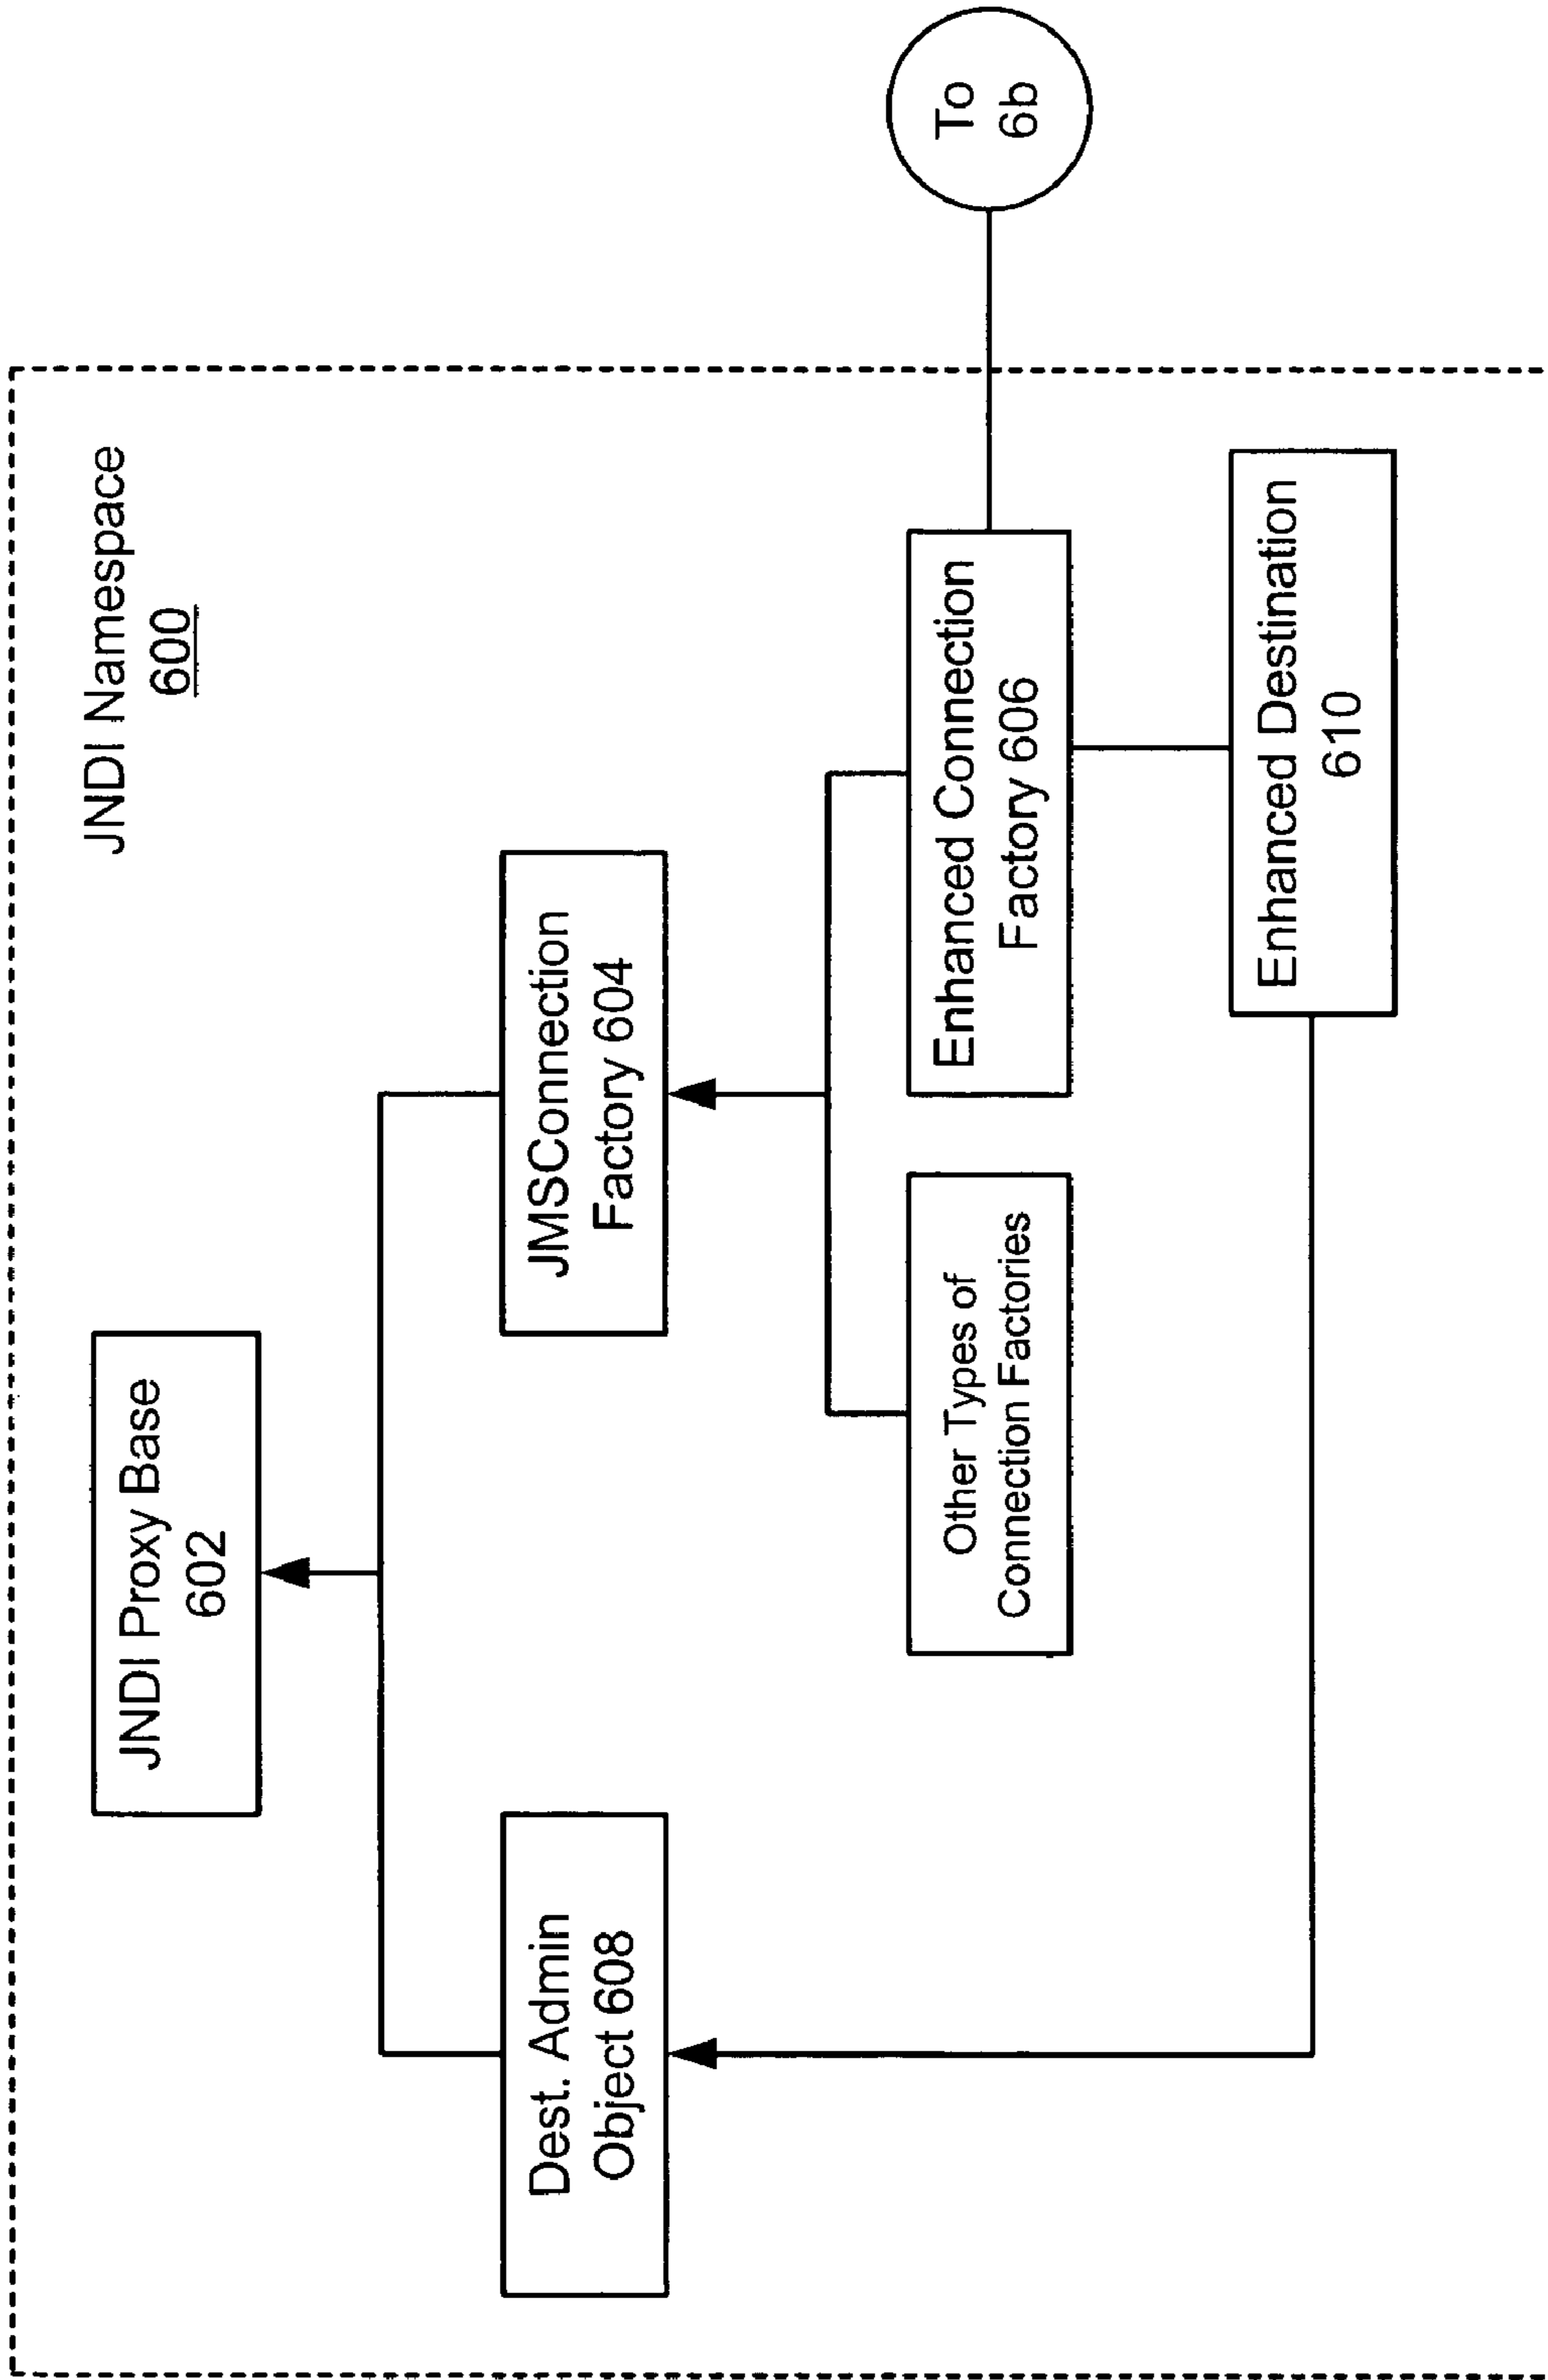 JNDI Namespace
600
JNDI Proxy Base
602
Dest. Admin
Object 608
JMSConnection
Factory 604
Other Types of
Connection Factories
Enhanced Connection
Factory 606
To
6b
Enhanced Destination
610